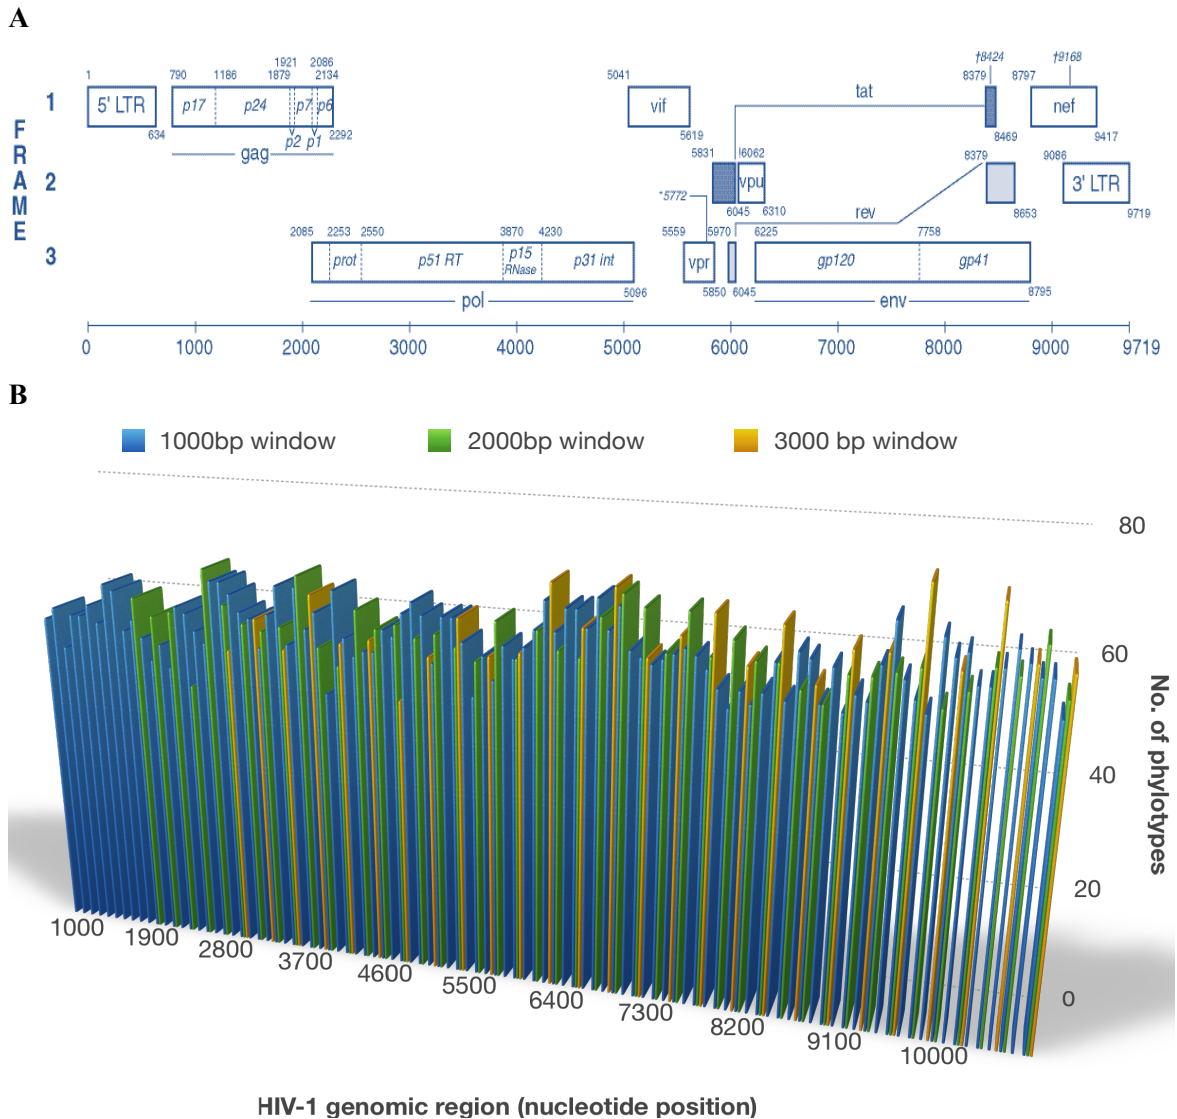 A
1921 2086 †8424 †9168
1 790 1186 1879 2134 5041 8379 8797
1 5' LTR p17 p24 p7 p6 vif tat nef
634 p2 p1 2292 5619 8469 9417
gag
FRAME
5831 !6062 8379 9086
2 vpu 3' LTR
*5772 6045 6310 rev 8653 9719
2085 2253 2550 3870 4230 5559 5970 6225 7758
3 prot p51 RT p15 RNase p31 int vpr gp120 gp41
5096 5850 6045 8795
pol env
0 1000 2000 3000 4000 5000 6000 7000 8000 9000 9719
B
1000bp window 2000bp window 3000 bp window
80
60
40
20
0
No. of phylotypes
1000 1900 2800 3700 4600 5500 6400 7300 8200 9100 10000
HIV-1 genomic region (nucleotide position)